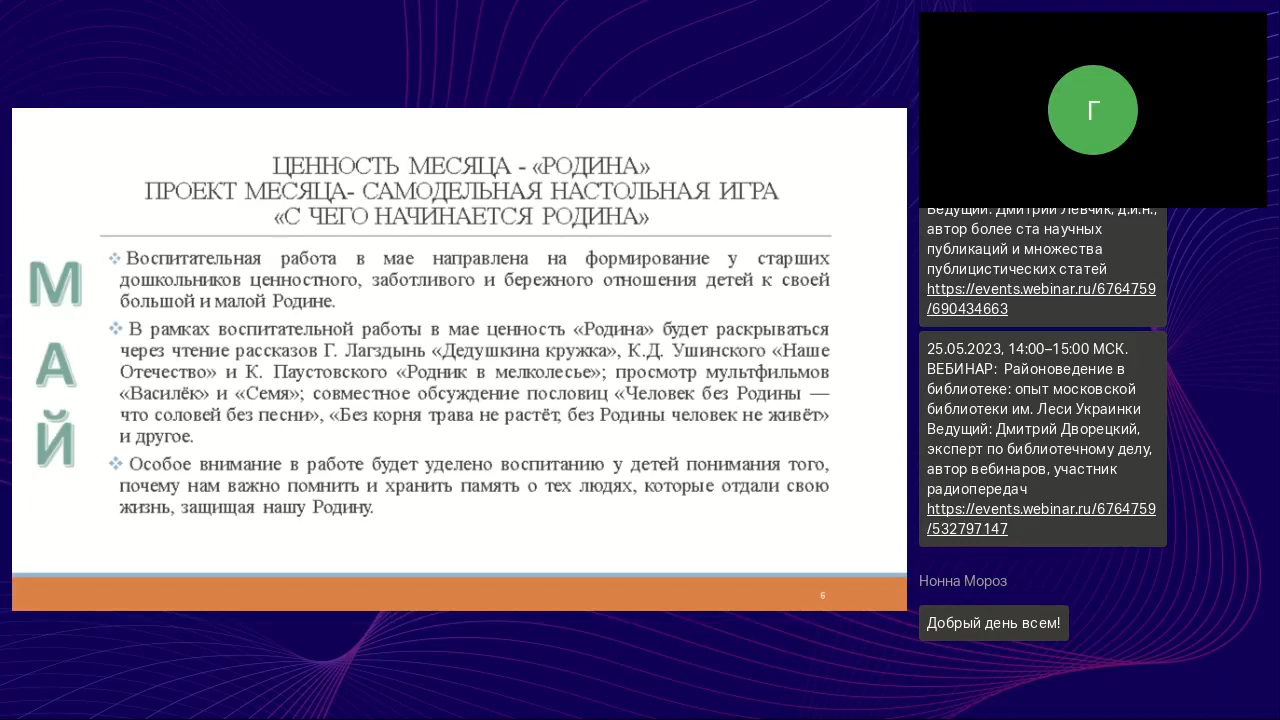 ЦЕННОСТЬ МЕСЯЦА - «РОДИНА»
ПРОЕКТ МЕСЯЦА- САМОДЕЛЬНАЯ НАСТОЛЬНАЯ ИГРА
«С ЧЕГО НАЧИНАЕТСЯ РОДИНА»
МАЙ
Воспитательная работа в мае направлена на формирование у старших
дошкольников ценностного, заботливого и бережного отношения детей к своей
большой и малой Родине.
В рамках воспитательной работы в мае ценность «Родина» будет раскрываться
через чтение рассказов Г. Лагздынь «Дедушкина кружка», К.Д. Ушинского «Наше
Отечество» и К. Паустовского «Родник в мелколесье»; просмотр мультфильмов
«Василёк» и «Семя»; совместное обсуждение пословиц «Человек без Родины —
что соловей без песни», «Без корня трава не растёт, без Родины человек не живёт»
и другое.
Особое внимание в работе будет уделено воспитанию у детей понимания того,
почему нам важно помнить и хранить память о тех людях, которые отдали свою
жизнь, защищая нашу Родину.
6
Г
Ведущий: Дмитрий Левчик, д.и.н.,
автор более ста научных
публикаций и множества
публицистических статей
https://events.webinar.ru/6764759
/690434663
25.05.2023, 14:00–15:00 МСК.
ВЕБИНАР: Районоведение в
библиотеке: опыт московской
библиотеки им. Леси Украинки
Ведущий: Дмитрий Дворецкий,
эксперт по библиотечному делу,
автор вебинаров, участник
радиопередач
https://events.webinar.ru/6764759
/532797147
Нонна Мороз
Добрый день всем!